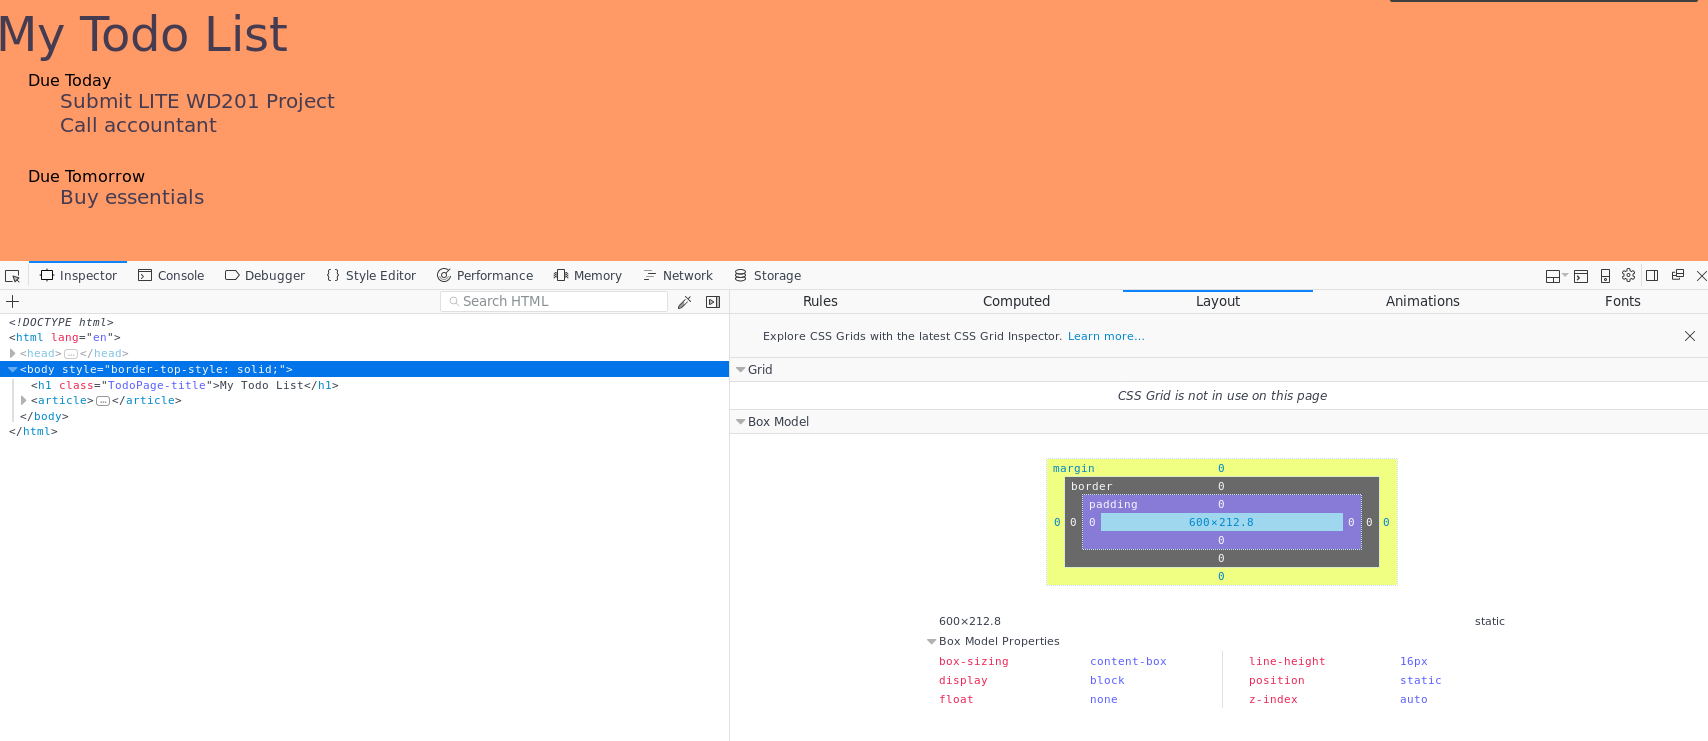 My Todo List
Due Today
Submit LITE WD201 Project
Call accountant
Due Tomorrow
Buy essentials
Inspector Console Debugger Style Editor Performance Memory Network Storage
Search HTML
Rules Computed Layout Animations Fonts
<!DOCTYPE html>
<html lang="en">
<head>…</head>
<body style="border-top-style: solid;">
<h1 class="TodoPage-title">My Todo List</h1>
<article>…</article>
</body>
</html>
Explore CSS Grids with the latest CSS Grid Inspector. Learn more…
Grid
CSS Grid is not in use on this page
Box Model
margin 0
border 0
padding 0
0 0 0 600×212.8 0 0 0
0
0
0
600×212.8 static
Box Model Properties
box-sizing content-box line-height 16px
display block position static
float none z-index auto